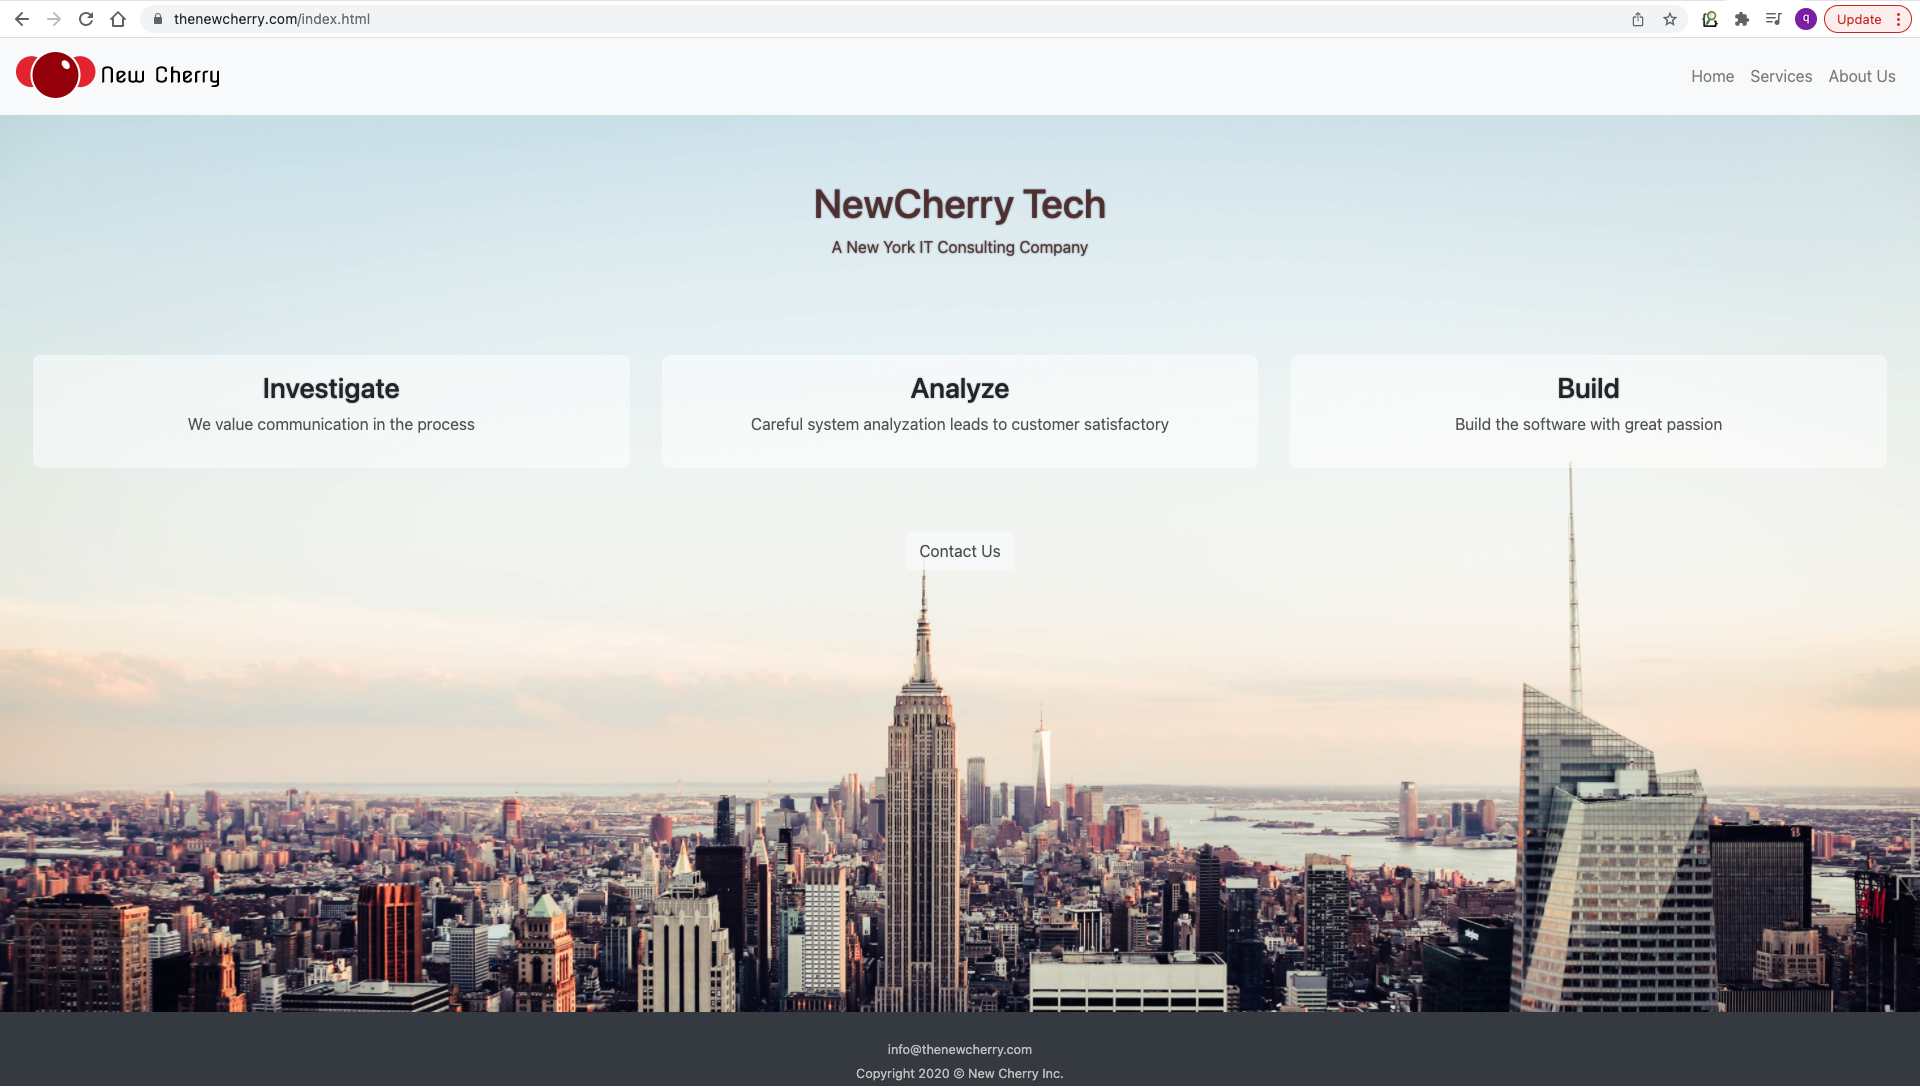 thenewcherry.com/index.html
q
Update
New Cherry
Home Services About Us
NewCherry Tech
A New York IT Consulting Company
Investigate
We value communication in the process
Analyze
Careful system analyzation leads to customer satisfactory
Build
Build the software with great passion
Contact Us
info@thenewcherry.com
Copyright 2020 © New Cherry Inc.